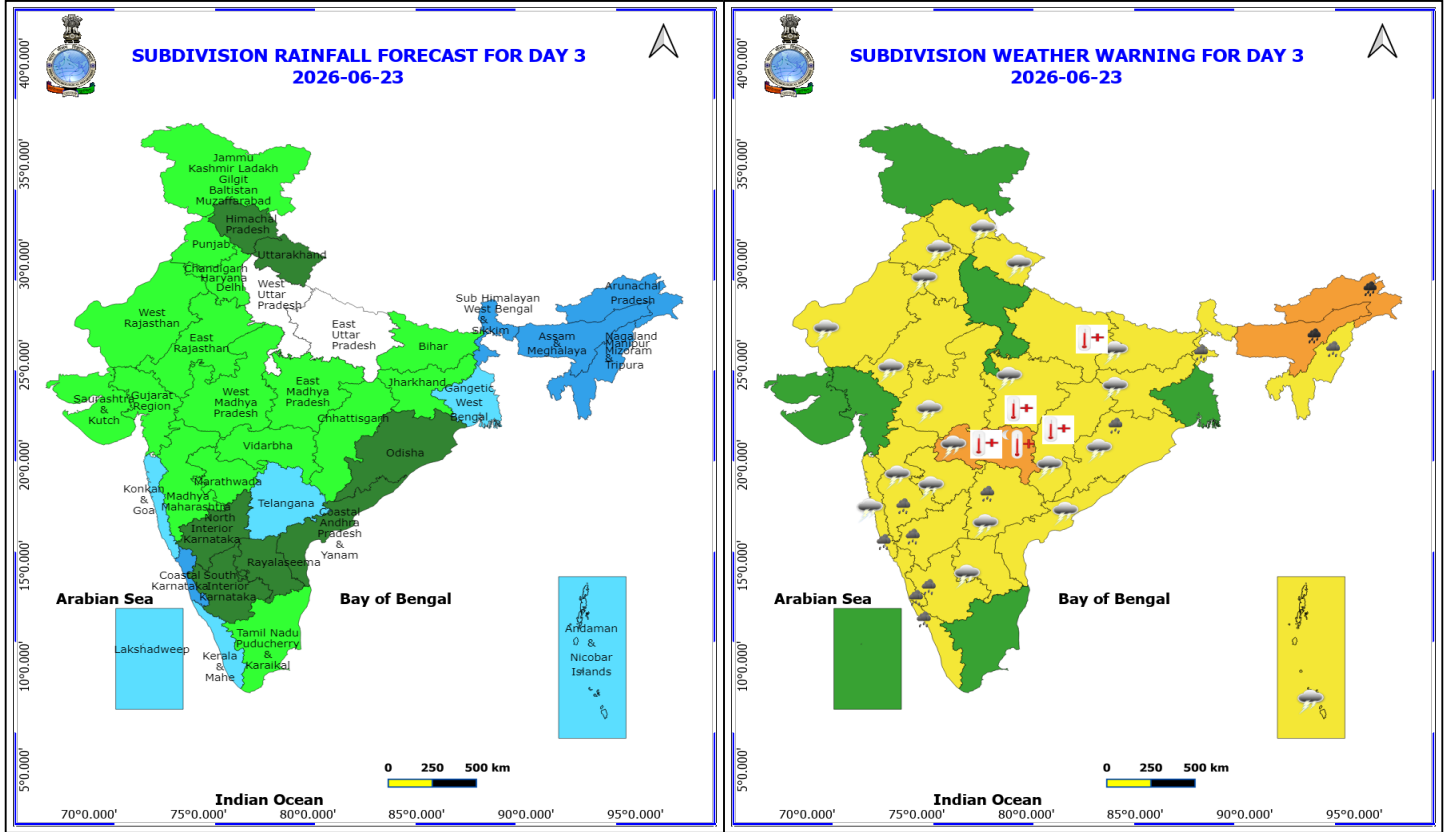 SUBDIVISION RAINFALL FORECAST FOR DAY 3
2026-06-23
40°0.000'
35°0.000'
30°0.000'
25°0.000'
20°0.000'
15°0.000'
10°0.000'
5°0.000'
Jammu
Kashmir Ladakh
Gilgit
Baltistan
Muzaffarabad
Himachal
Pradesh
Punjab
Uttarakhand
Chandigarh
Haryana
Delhi
West
Uttar
Pradesh
West
Rajasthan
East
Rajasthan
East
Uttar
Pradesh
Sub Himalayan
West Bengal
&
Sikkim
Arunachal
Pradesh
Assam
&
Meghalaya
Nagaland
Manipur
Mizoram
&
Tripura
Bihar
Jharkhand
Gangetic
West
Bengal
Saurashtra
&
Kutch
Gujarat
Region
West
Madhya
Pradesh
East
Madhya
Pradesh
Chhattisgarh
Vidarbha
Odisha
Konkan
&
Goa
Madhya
Maharashtra
Marathwada
Telangana
North
Interior
Karnataka
Coastal
Andhra
Pradesh
&
Yanam
Rayalaseema
Coastal
Karnataka
South
Interior
Karnataka
Arabian Sea
Bay of Bengal
Lakshadweep
Kerala
&
Mahe
Tamil Nadu
Puducherry
&
Karaikal
Andaman
&
Nicobar
Islands
0 250 500 km
Indian Ocean
70°0.000' 75°0.000' 80°0.000' 85°0.000' 90°0.000' 95°0.000'
SUBDIVISION WEATHER WARNING FOR DAY 3
2026-06-23
40°0.000'
35°0.000'
30°0.000'
25°0.000'
20°0.000'
15°0.000'
10°0.000'
5°0.000'
Arabian Sea
Bay of Bengal
0 250 500 km
Indian Ocean
70°0.000' 75°0.000' 80°0.000' 85°0.000' 90°0.000' 95°0.000'